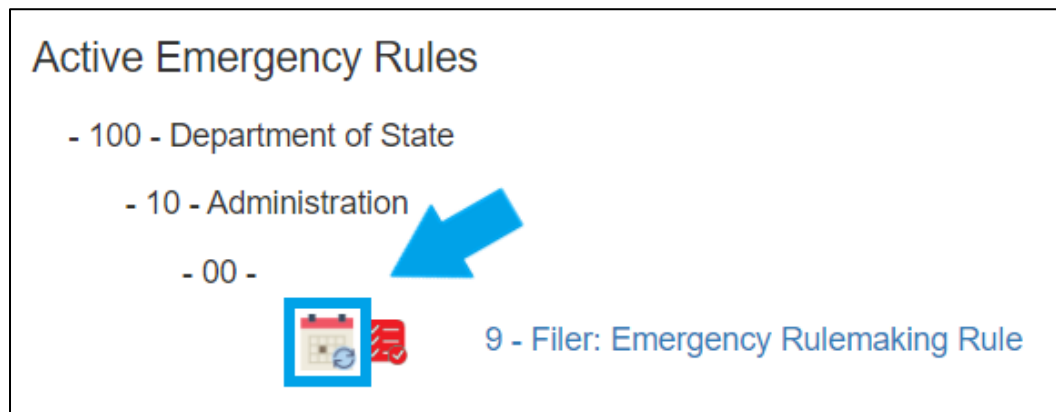 Active Emergency Rules
- 100 - Department of State
- 10 - Administration
- 00 -
9 - Filer: Emergency Rulemaking Rule